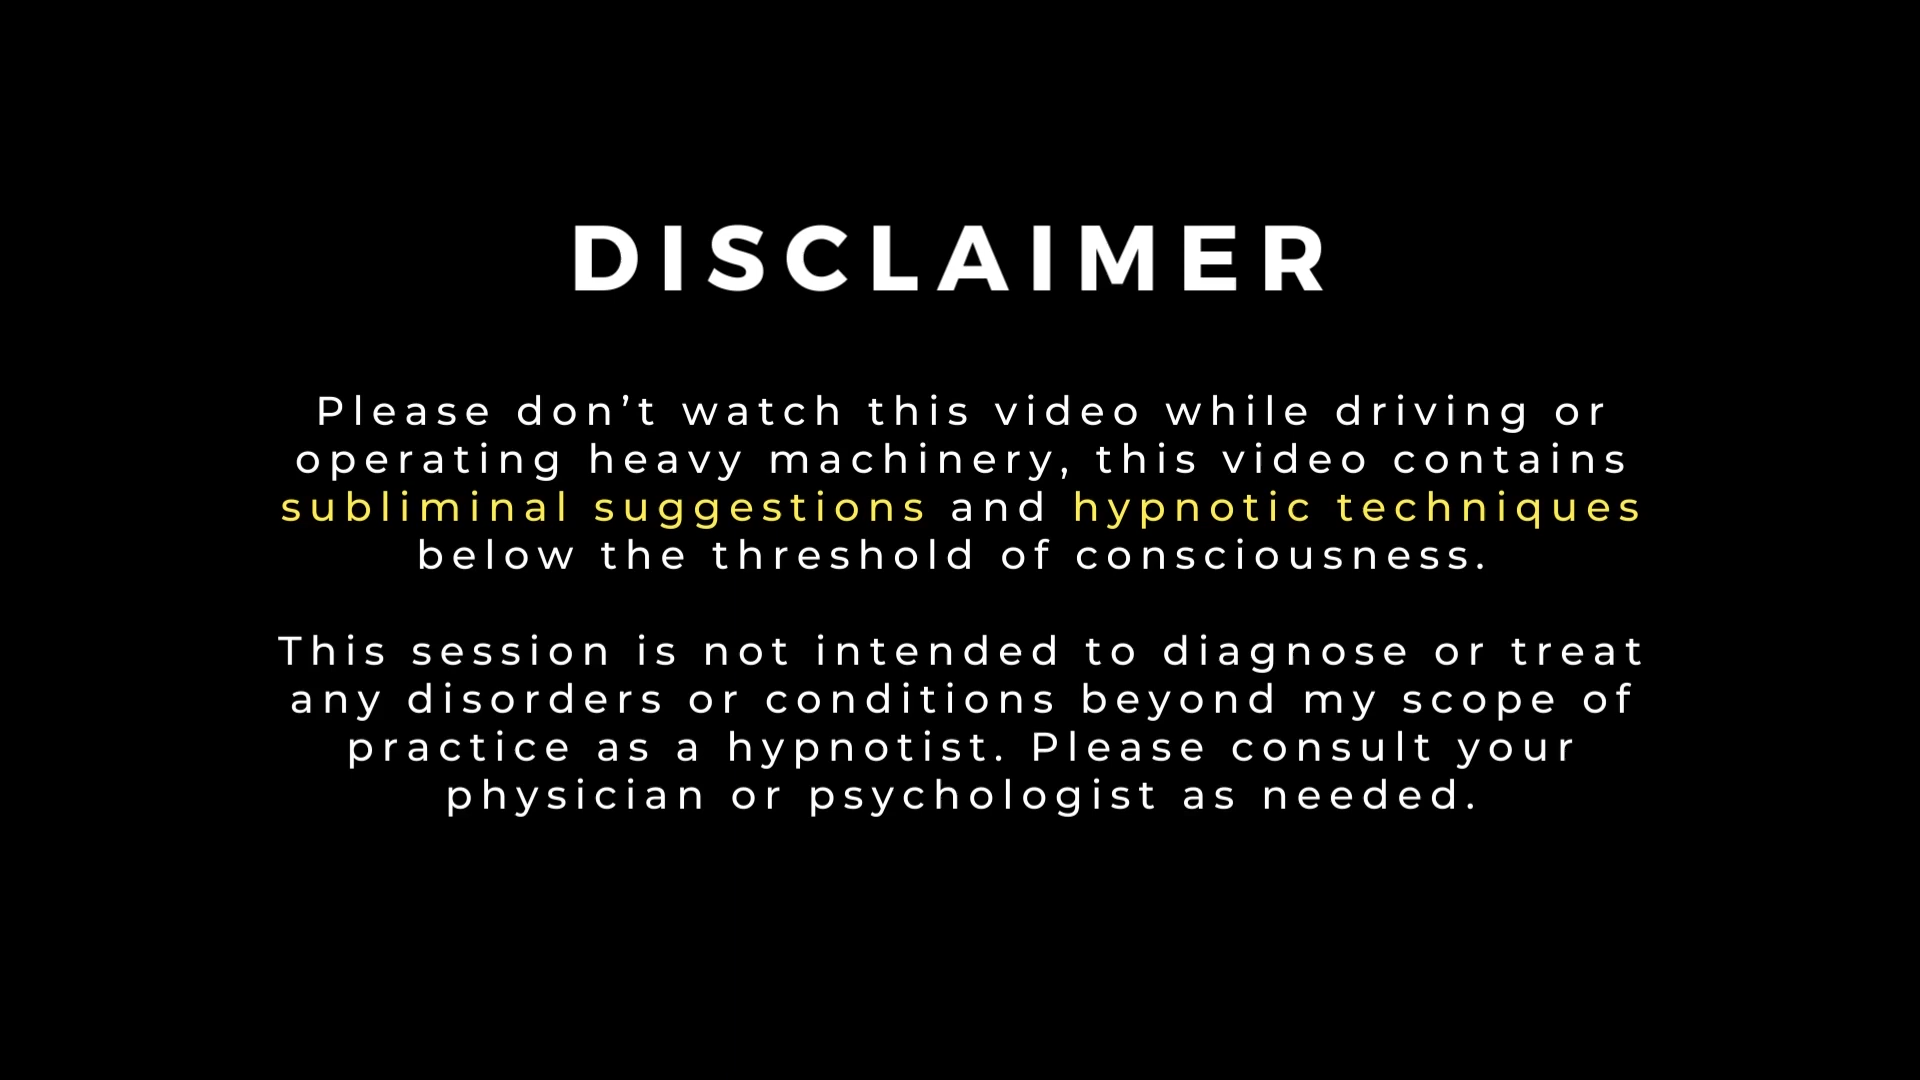 DISCLAIMER
Please don’t watch this video while driving or
operating heavy machinery, this video contains
subliminal suggestions and hypnotic techniques
below the threshold of consciousness.
This session is not intended to diagnose or treat
any disorders or conditions beyond my scope of
practice as a hypnotist. Please consult your
physician or psychologist as needed.